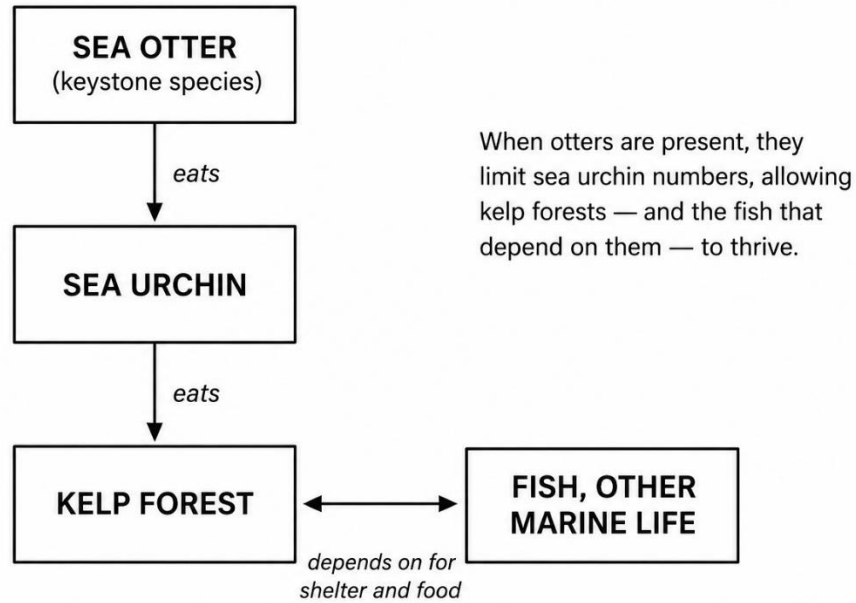 SEA OTTER
(keystone species)
eats
When otters are present, they
limit sea urchin numbers, allowing
kelp forests — and the fish that
depend on them — to thrive.
SEA URCHIN
eats
KELP FOREST
FISH, OTHER
MARINE LIFE
depends on for
shelter and food